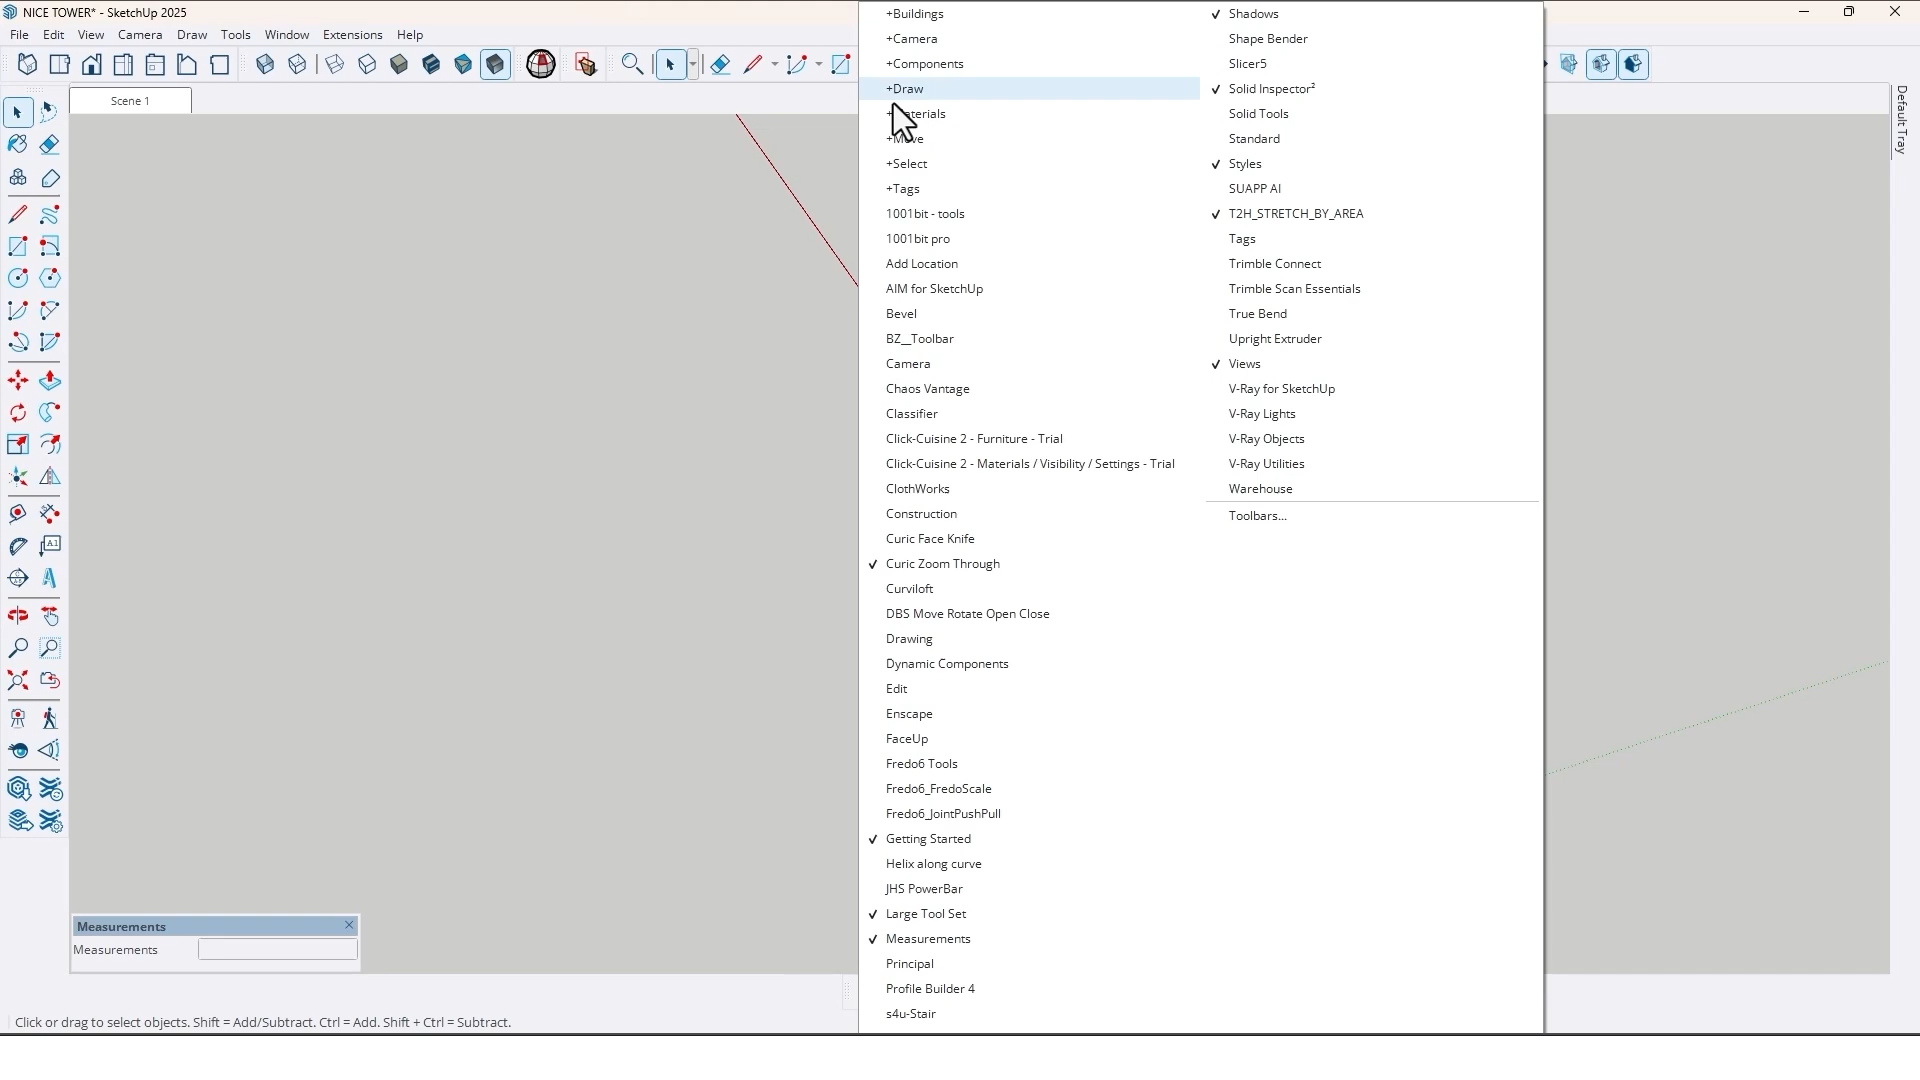 NICE TOWER* - SketchUp 2025
File Edit View Camera Draw Tools Window Extensions Help
Scene 1
Default Tray
+Buildings
+Camera
+Components
+Draw
+Move
+Select
+Tags
1001bit - tools
1001bit pro
Add Location
AIM for SketchUp
Bevel
BZ__Toolbar
Camera
Chaos Vantage
Classifier
Click-Cuisine 2 - Furniture - Trial
Click-Cuisine 2 - Materials / Visibility / Settings - Trial
ClothWorks
Construction
Curic Face Knife
Curic Zoom Through
Curviloft
DBS Move Rotate Open Close
Drawing
Dynamic Components
Edit
Enscape
FaceUp
Fredo6 Tools
Fredo6_FredoScale
Fredo6_JointPushPull
Getting Started
Helix along curve
JHS PowerBar
Large Tool Set
Measurements
Principal
Profile Builder 4
s4u-Stair
Shadows
Shape Bender
Slicer5
Solid Inspector²
Solid Tools
Standard
Styles
SUAPP AI
T2H_STRETCH_BY_AREA
Tags
Trimble Connect
Trimble Scan Essentials
True Bend
Upright Extruder
Views
V-Ray for SketchUp
V-Ray Lights
V-Ray Objects
V-Ray Utilities
Warehouse
Toolbars...
Measurements
Measurements
Click or drag to select objects. Shift = Add/Subtract. Ctrl = Add. Shift + Ctrl = Subtract.